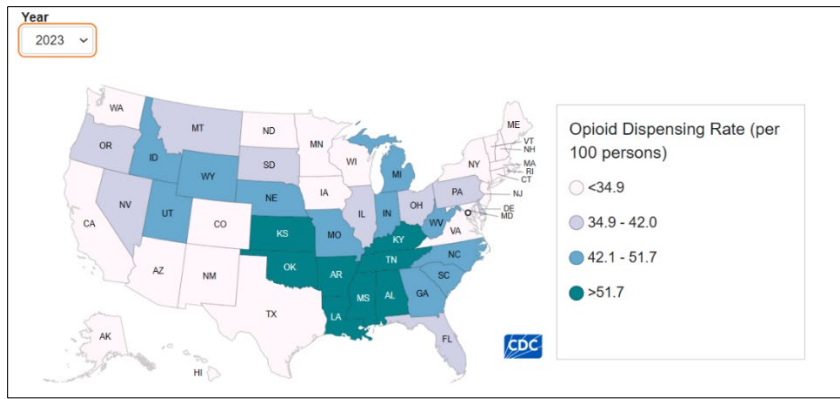 Year
2023
WA
MT
ND
MN
ME
VT
NH
OR
ID
SD
WI
NY
MA
RI
CT
WY
MI
IA
PA
NJ
NE
NV
UT
IL
IN
OH
DE
MD
CA
CO
KS
MO
WV
VA
KY
NC
TN
AZ
NM
OK
AR
SC
MS
AL
GA
TX
LA
AK
FL
HI
CDC
Opioid Dispensing Rate (per
100 persons)
<34.9
34.9 - 42.0
42.1 - 51.7
>51.7